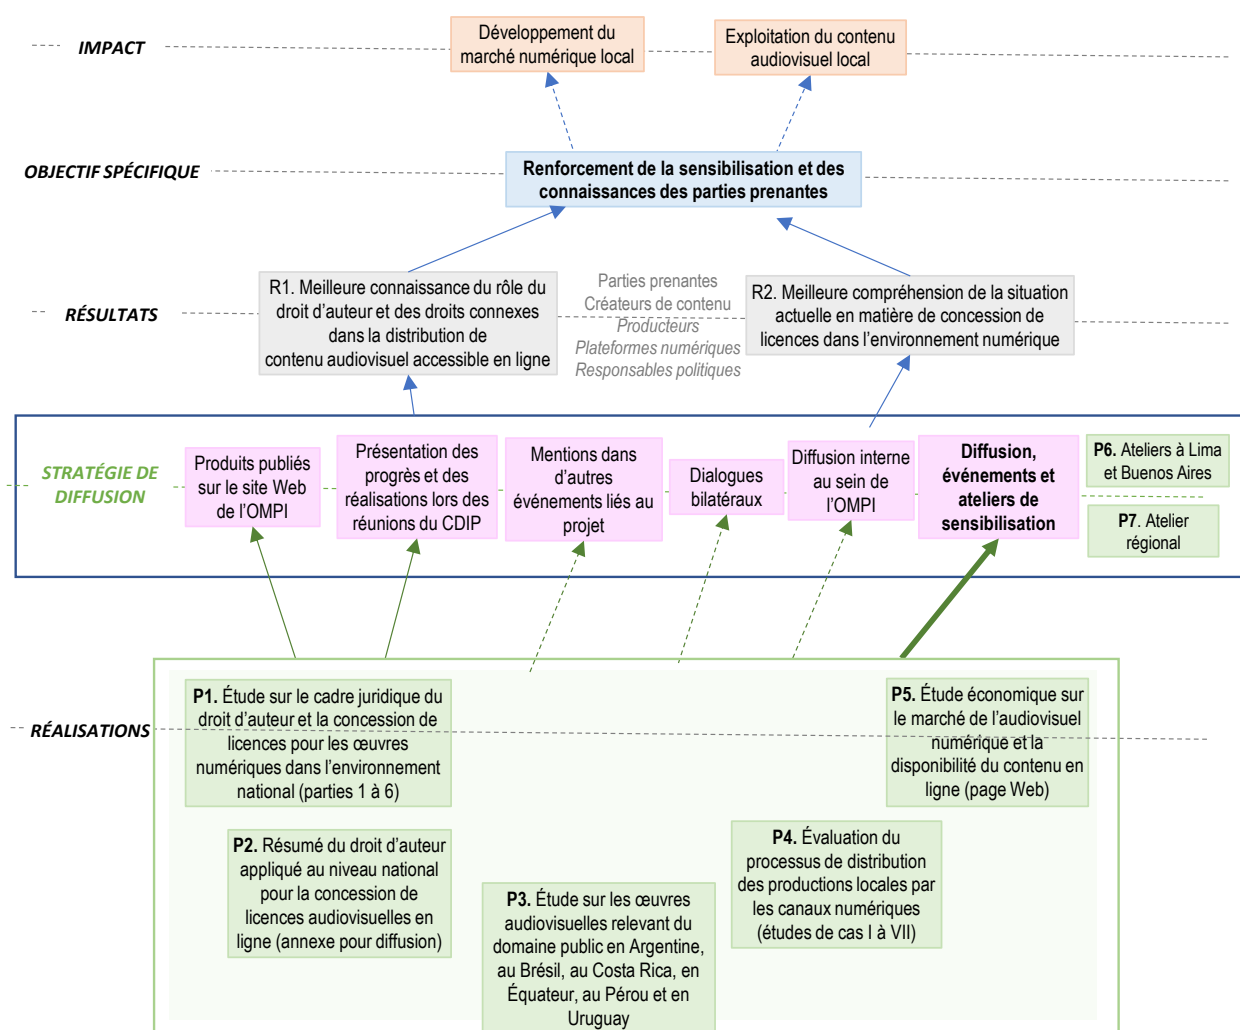 IMPACT
Développement du
marché numérique local
Exploitation du contenu
audiovisuel local
OBJECTIF SPÉCIFIQUE
Renforcement de la sensibilisation et des
connaissances des parties prenantes
RÉSULTATS
R1. Meilleure connaissance du rôle du
droit d’auteur et des droits connexes
dans la distribution de
contenu audiovisuel accessible en ligne
Parties prenantes
Créateurs de contenu
Producteurs
Plateformes numériques
Responsables politiques
R2. Meilleure compréhension de la situation
actuelle en matière de concession de
licences dans l’environnement numérique
STRATÉGIE DE
DIFFUSION
Produits publiés
sur le site Web
de l’OMPI
Présentation des
progrès et des
réalisations lors des
réunions du CDIP
Mentions dans
d’autres
événements liés au
projet
Dialogues
bilatéraux
Diffusion interne
au sein de
l’OMPI
Diffusion,
événements et
ateliers de
sensibilisation
P6. Ateliers à Lima
et Buenos Aires
P7. Atelier
régional
RÉALISATIONS
P1. Étude sur le cadre juridique du
droit d’auteur et la concession de
licences pour les œuvres
numériques dans l’environnement
national (parties 1 à 6)
P2. Résumé du droit d’auteur
appliqué au niveau national
pour la concession de
licences audiovisuelles en
ligne (annexe pour diffusion)
P3. Étude sur les œuvres
audiovisuelles relevant du
domaine public en Argentine,
au Brésil, au Costa Rica, en
Équateur, au Pérou et en
Uruguay
P4. Évaluation du
processus de distribution
des productions locales par
les canaux numériques
(études de cas I à VII)
P5. Étude économique sur
le marché de l’audiovisuel
numérique et la
disponibilité du contenu en
ligne (page Web)